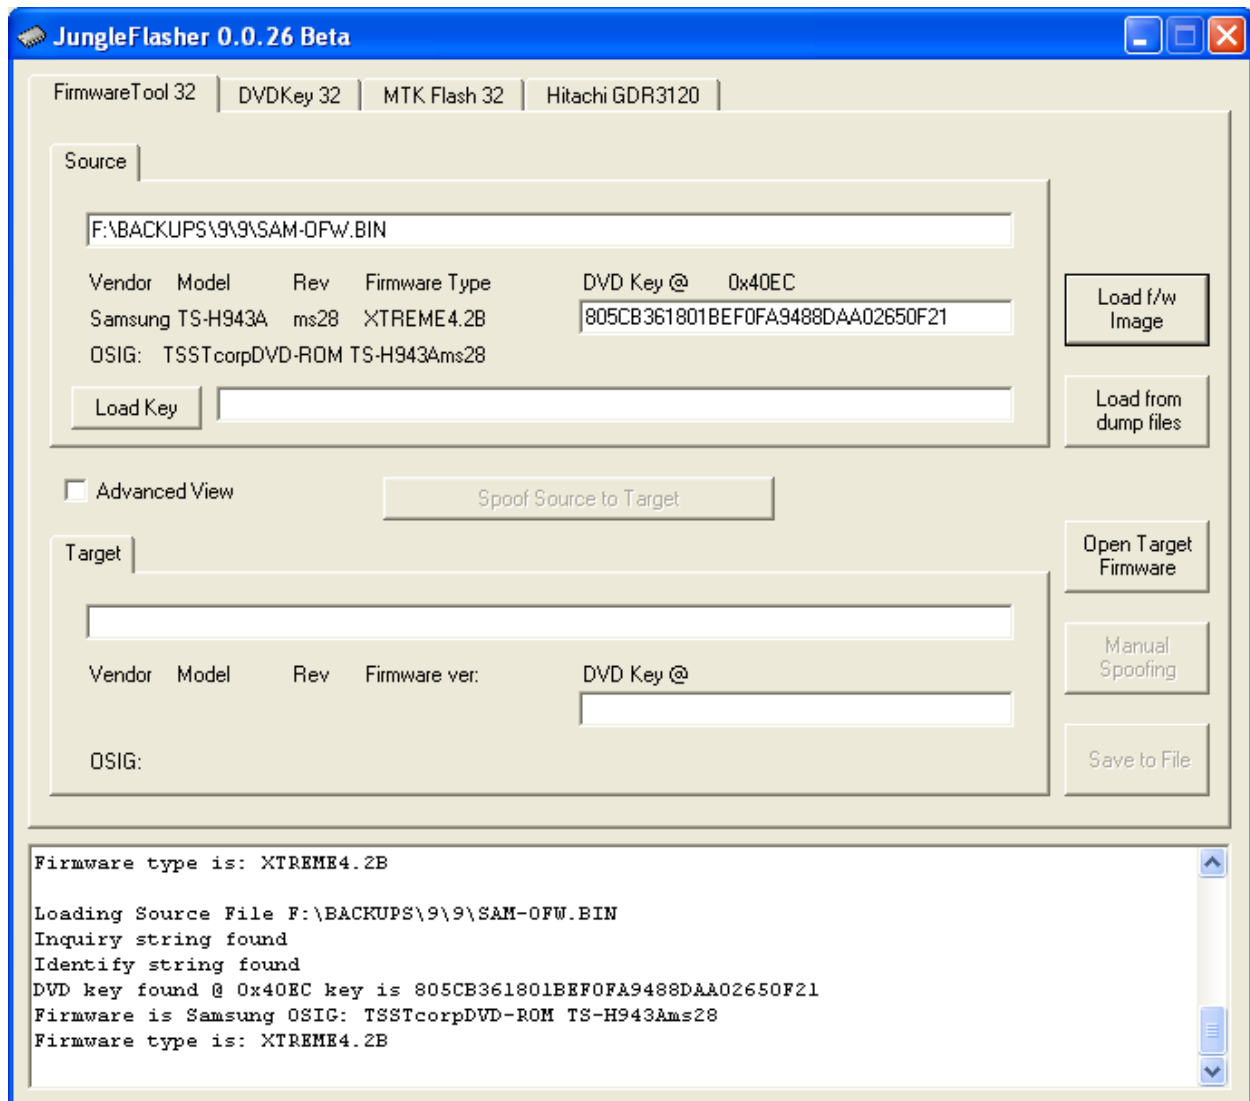 JungleFlasher 0.0.26 Beta
FirmwareTool 32 DVDKey 32 MTK Flash 32 Hitachi GDR3120
Source
F:\BACKUPS\9\9\SAM-OFW.BIN
Vendor Model Rev Firmware Type DVD Key @ 0x40EC
Samsung TS-H943A ms28 XTREME4.2B 805CB361801BEF0FA9488DAA02650F21
OSIG: TSSTcorpDVD-ROM TS-H943Ams28
Load Key
Load f/w
Image
Load from
dump files
Advanced View Spoof Source to Target
Target
Vendor Model Rev Firmware ver: DVD Key @
OSIG:
Open Target
Firmware
Manual
Spoofing
Save to File
Firmware type is: XTREME4.2B
Loading Source File F:\BACKUPS\9\9\SAM-OFW.BIN
Inquiry string found
Identify string found
DVD key found @ 0x40EC key is 805CB361801BEF0FA9488DAA02650F21
Firmware is Samsung OSIG: TSSTcorpDVD-ROM TS-H943Ams28
Firmware type is: XTREME4.2B